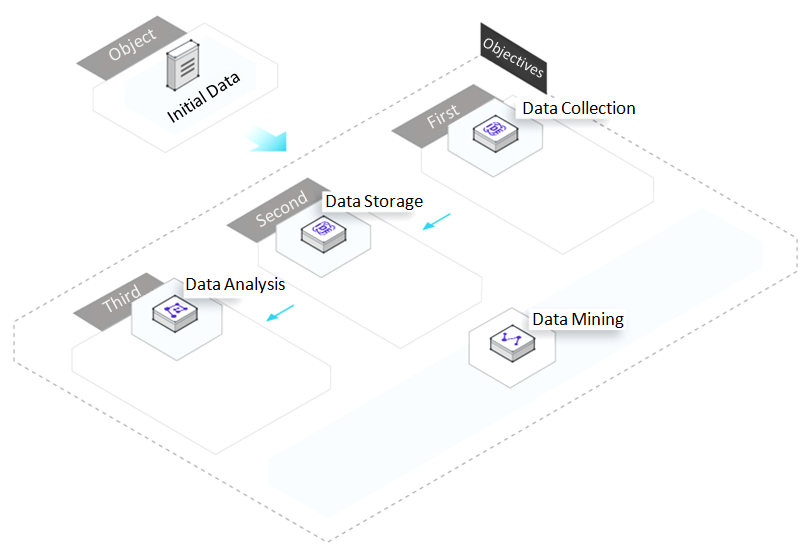 Object
Initial Data
Objectives
First
Data Collection
Second
Data Storage
Third
Data Analysis
Data Mining